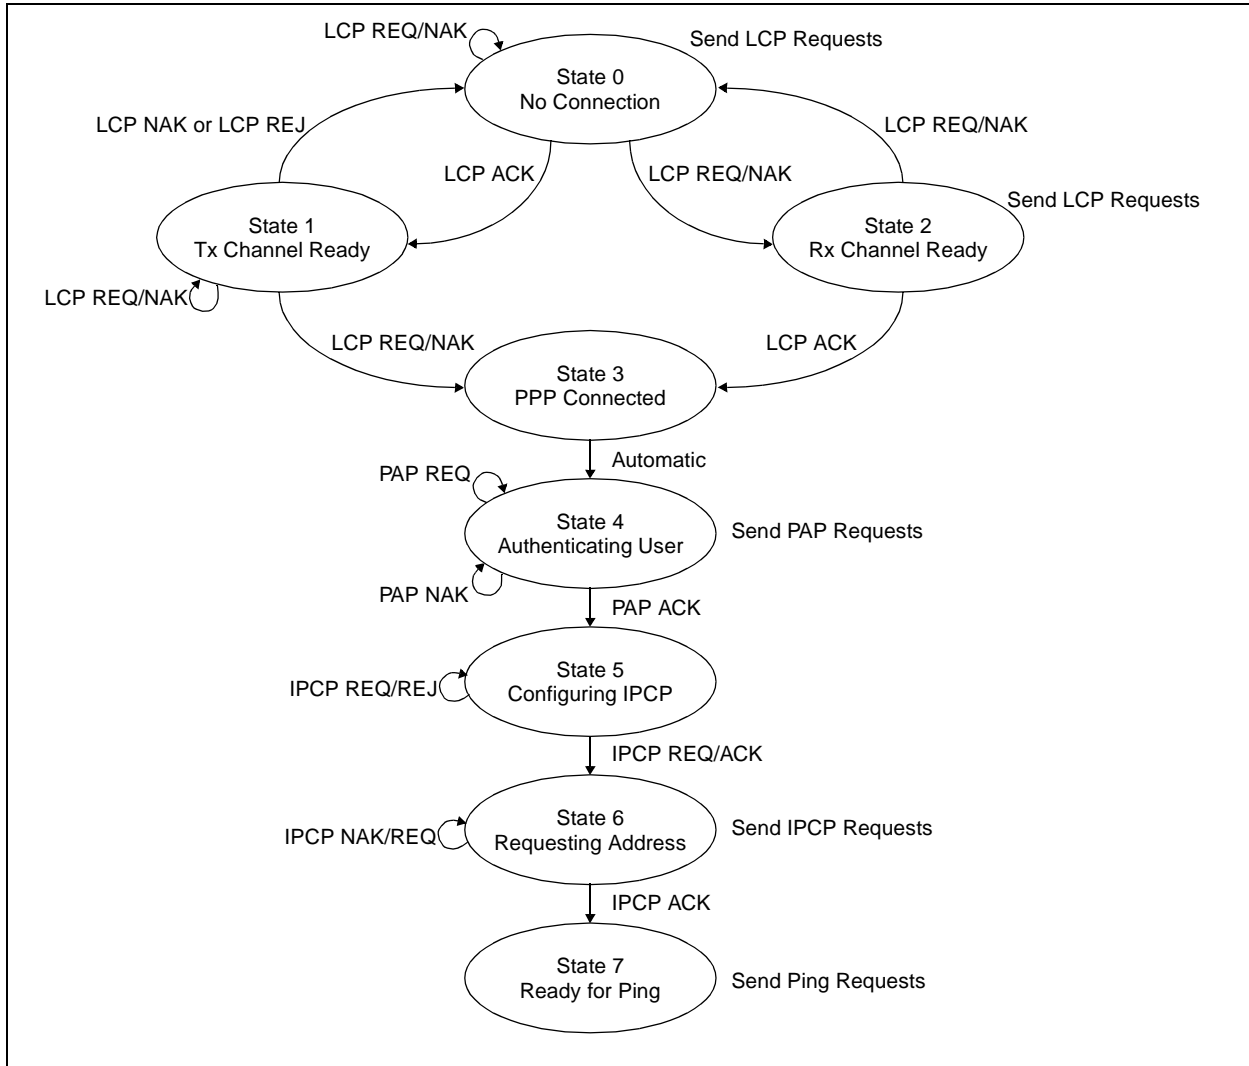 LCP REQ/NAK
Send LCP Requests
State 0
No Connection
LCP NAK or LCP REJ
LCP REQ/NAK
LCP ACK
LCP REQ/NAK
State 1
Tx Channel Ready
State 2
Rx Channel Ready
Send LCP Requests
LCP REQ/NAK
LCP REQ/NAK
LCP ACK
State 3
PPP Connected
Automatic
PAP REQ
State 4
Authenticating User
Send PAP Requests
PAP NAK
PAP ACK
State 5
Configuring IPCP
IPCP REQ/REJ
IPCP REQ/ACK
State 6
Requesting Address
Send IPCP Requests
IPCP NAK/REQ
IPCP ACK
State 7
Ready for Ping
Send Ping Requests